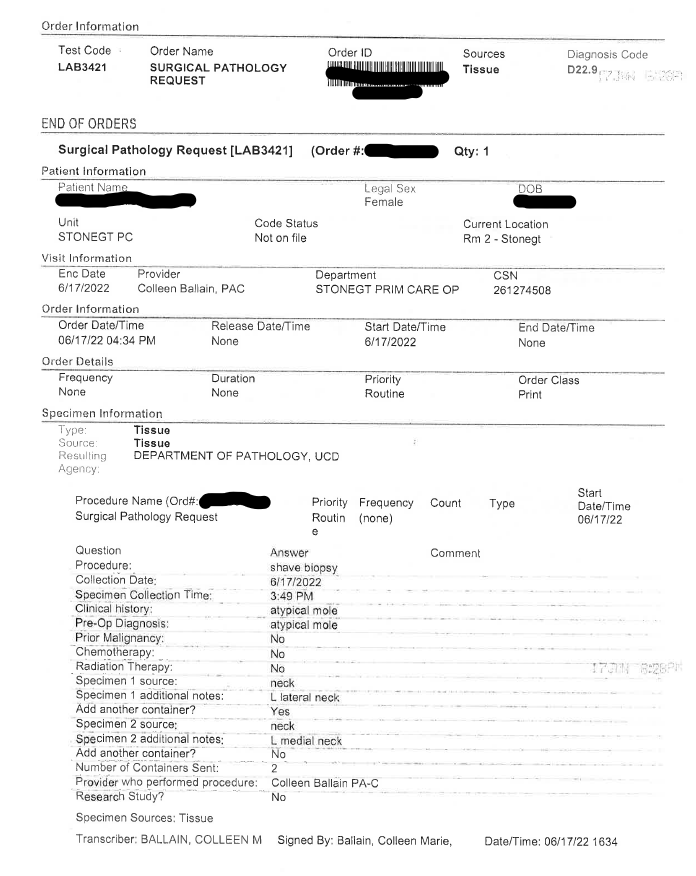 Order Information
Test Code Order Name Order ID Sources Diagnosis Code
LAB3421 SURGICAL PATHOLOGY REQUEST Tissue D22.9
17JUN 6:28PM
END OF ORDERS
Surgical Pathology Request [LAB3421] (Order #: Qty: 1
Patient Information
Patient Name Legal Sex DOB
Female
Unit Code Status Current Location
STONEGT PC Not on file Rm 2 - Stonegt
Visit Information
Enc Date Provider Department CSN
6/17/2022 Colleen Ballain, PAC STONEGT PRIM CARE OP 261274508
Order Information
Order Date/Time Release Date/Time Start Date/Time End Date/Time
06/17/22 04:34 PM None 6/17/2022 None
Order Details
Frequency Duration Priority Order Class
None None Routine Print
Specimen Information
Type: Tissue
Source: Tissue
Resulting DEPARTMENT OF PATHOLOGY, UCD
Agency:
Procedure Name (Ord#: Priority Frequency Count Type Start Date/Time
Surgical Pathology Request Routin e (none) 06/17/22
Question Answer Comment
Procedure: shave biopsy
Collection Date: 6/17/2022
Specimen Collection Time: 3:49 PM
Clinical history: atypical mole
Pre-Op Diagnosis: atypical mole
Prior Malignancy: No
Chemotherapy: No
Radiation Therapy: No 17JUN
Specimen 1 source: neck
Specimen 1 additional notes: L lateral neck
Add another container? Yes
Specimen 2 source: neck
Specimen 2 additional notes: L medial neck
Add another container? No
Number of Containers Sent: 2
Provider who performed procedure: Colleen Ballain PA-C
Research Study? No
Specimen Sources: Tissue
Transcriber: BALLAIN, COLLEEN M Signed By: Ballain, Colleen Marie, Date/Time: 06/17/22 1634